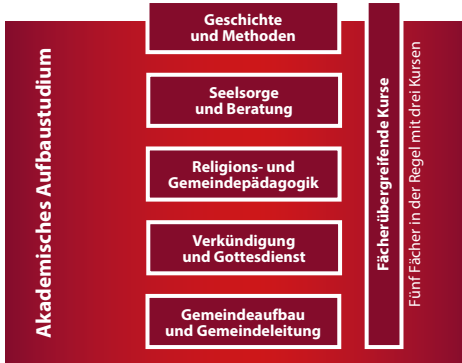 Akademisches Aufbaustudium
Geschichte
und Methoden
Seelsorge
und Beratung
Religions- und
Gemeindepädagogik
Verkündigung
und Gottesdienst
Gemeindeaufbau
und Gemeindeleitung
Fächerübergreifende Kurse
Fünf Fächer in der Regel mit drei Kursen